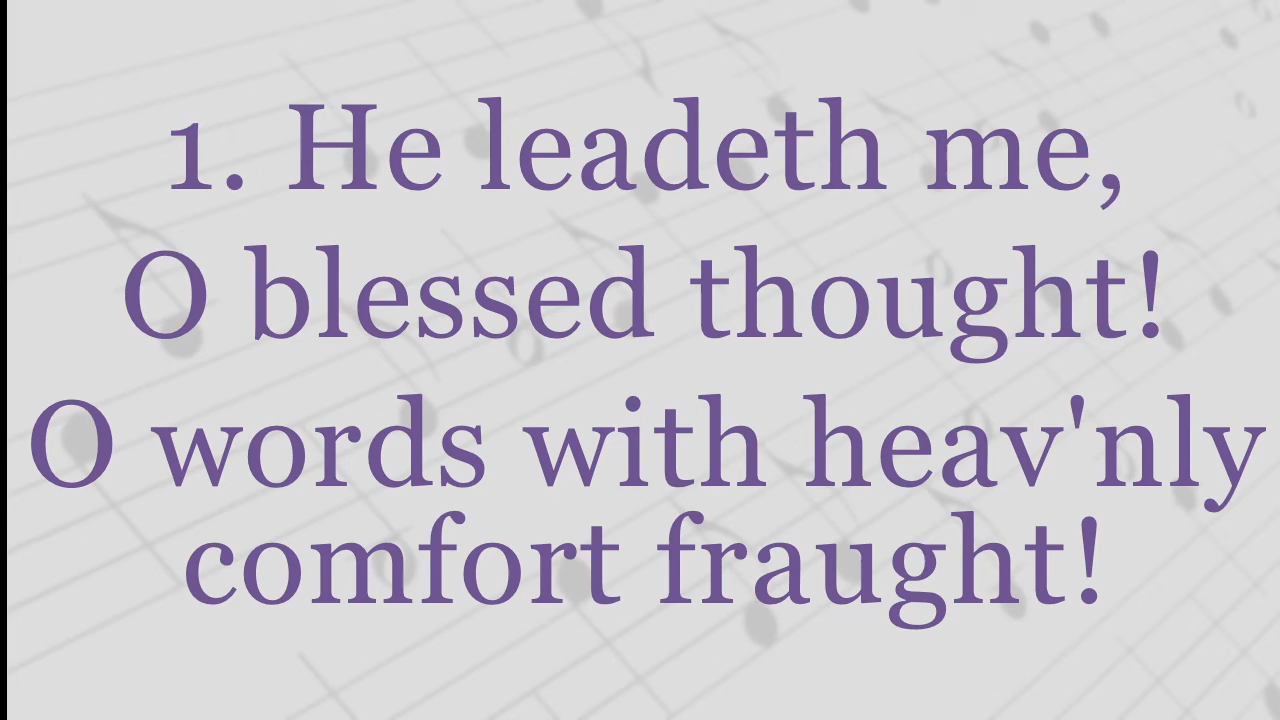 1. He leadeth me,
O blessed thought!
O words with heav'nly
comfort fraught!